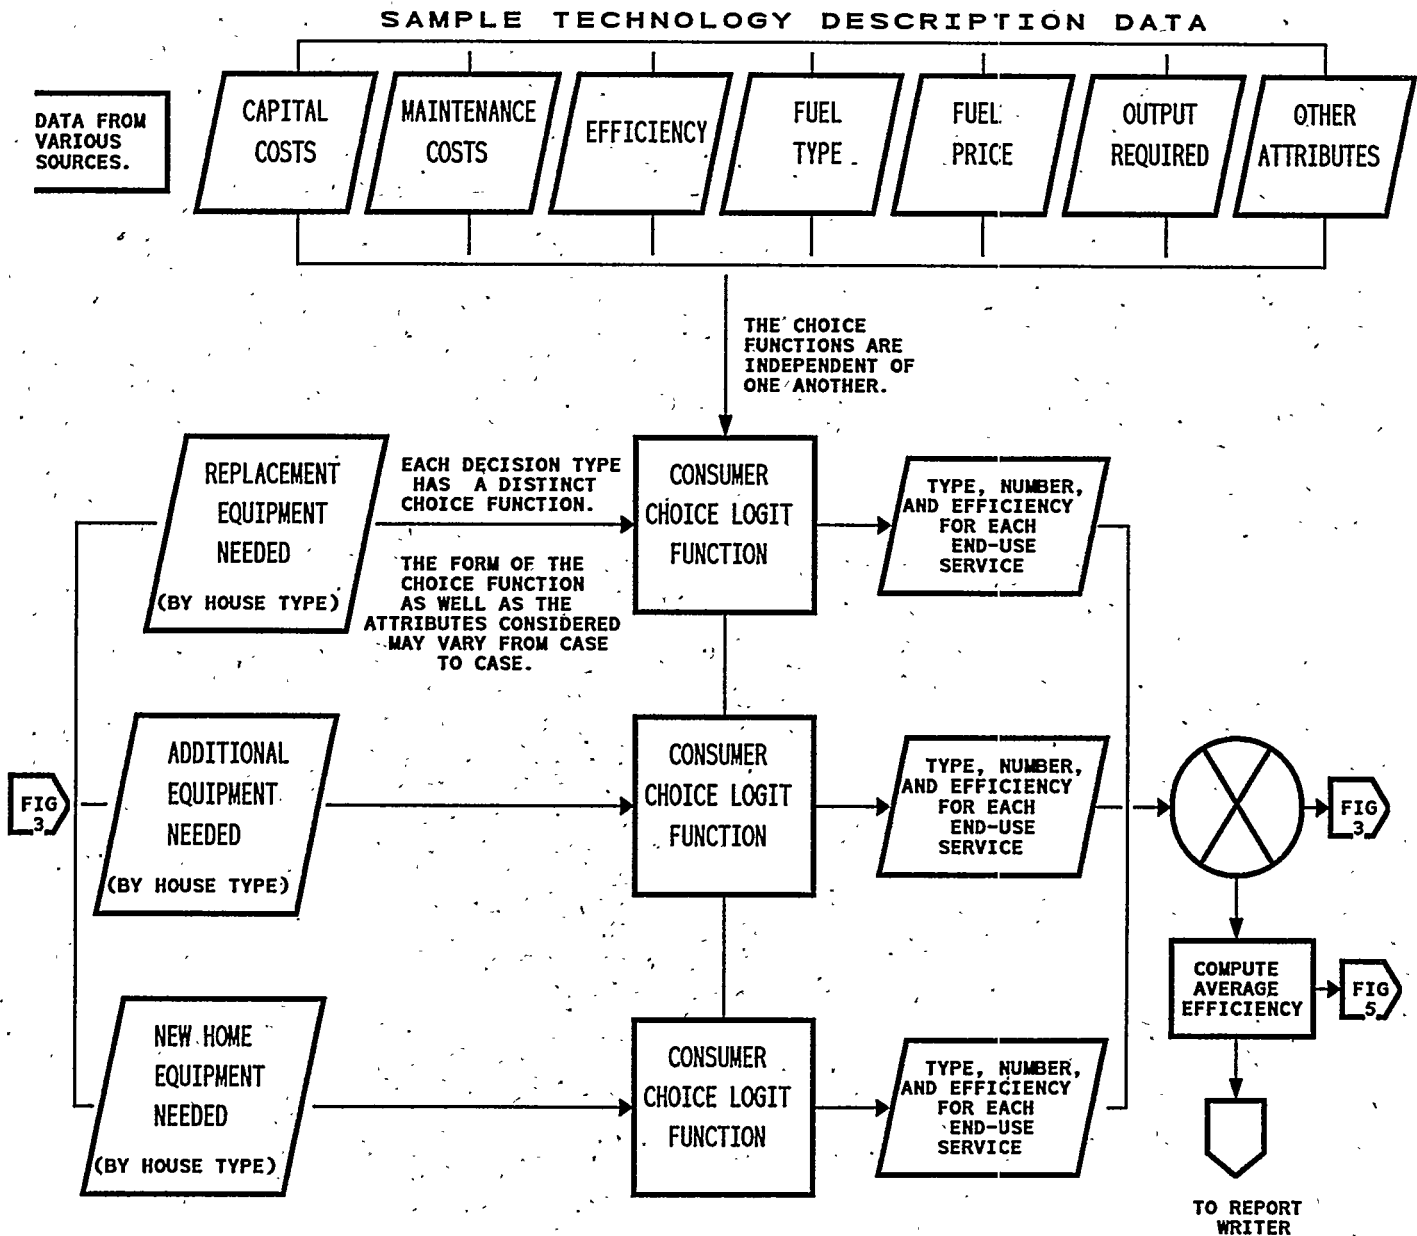 SAMPLE TECHNOLOGY DESCRIPTION DATA
DATA FROM
VARIOUS
SOURCES.
CAPITAL
COSTS
MAINTENANCE
COSTS
EFFICIENCY
FUEL
TYPE
FUEL
PRICE
OUTPUT
REQUIRED
OTHER
ATTRIBUTES
THE CHOICE
FUNCTIONS ARE
INDEPENDENT OF
ONE ANOTHER.
REPLACEMENT
EQUIPMENT
NEEDED
(BY HOUSE TYPE)
EACH DECISION TYPE
HAS A DISTINCT
CHOICE FUNCTION.
THE FORM OF THE
CHOICE FUNCTION
AS WELL AS THE
ATTRIBUTES CONSIDERED
MAY VARY FROM CASE
TO CASE.
CONSUMER
CHOICE LOGIT
FUNCTION
TYPE, NUMBER,
AND EFFICIENCY
FOR EACH
END-USE
SERVICE
FIG
3
ADDITIONAL
EQUIPMENT
NEEDED
(BY HOUSE TYPE)
CONSUMER
CHOICE LOGIT
FUNCTION
TYPE, NUMBER,
AND EFFICIENCY
FOR EACH
END-USE
SERVICE
FIG
3
COMPUTE
AVERAGE
EFFICIENCY
FIG
5
NEW HOME
EQUIPMENT
NEEDED
(BY HOUSE TYPE)
CONSUMER
CHOICE LOGIT
FUNCTION
TYPE, NUMBER,
AND EFFICIENCY
FOR EACH
END-USE
SERVICE
TO REPORT
WRITER